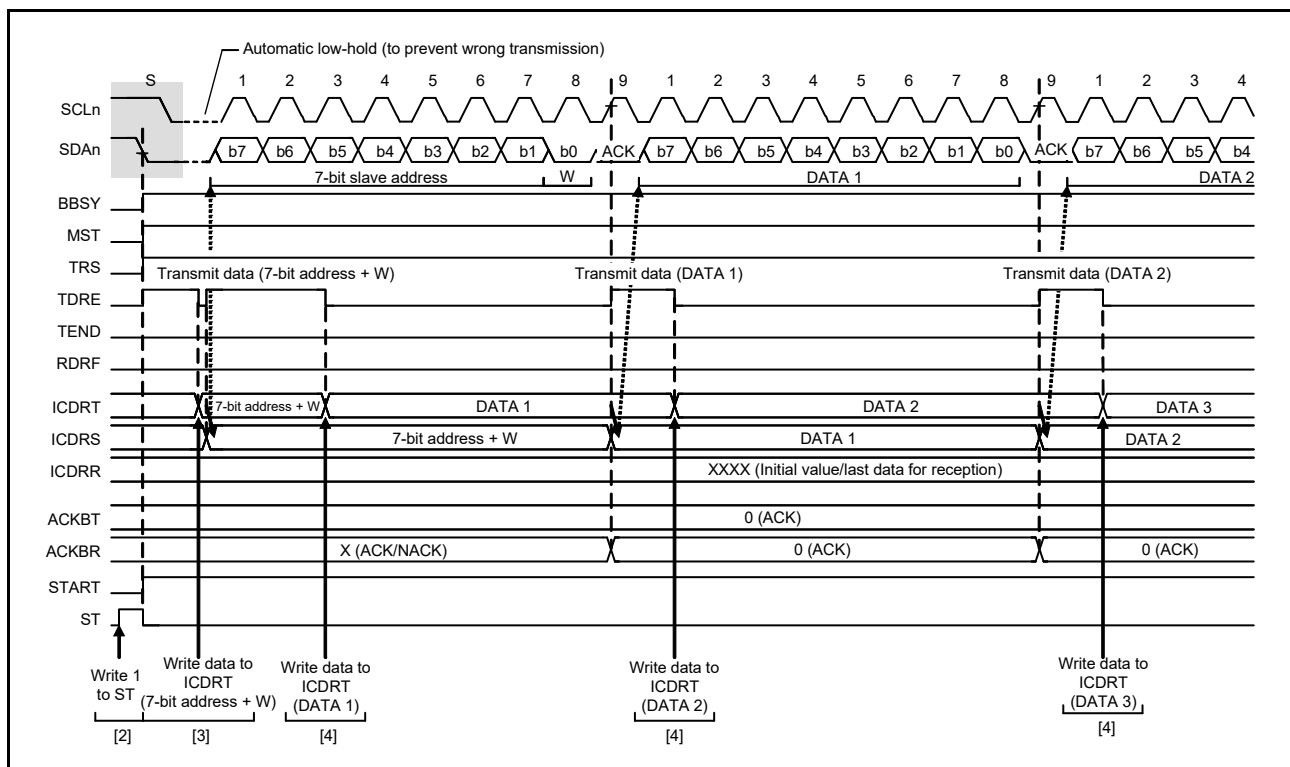 Automatic low-hold (to prevent wrong transmission)
S 1 2 3 4 5 6 7 8 9 1 2 3 4 5 6 7 8 9 1 2 3 4
SCLn
SDAn b7 b6 b5 b4 b3 b2 b1 b0 ACK b7 b6 b5 b4 b3 b2 b1 b0 ACK b7 b6 b5 b4
7-bit slave address W DATA 1 DATA 2
BBSY
MST
TRS
Transmit data (7-bit address + W) Transmit data (DATA 1) Transmit data (DATA 2)
TDRE
TEND
RDRF
ICDRT 7-bit address + W DATA 1 DATA 2 DATA 3
ICDRS 7-bit address + W DATA 1 DATA 2
ICDRR XXXX (Initial value/last data for reception)
ACKBT 0 (ACK)
ACKBR X (ACK/NACK) 0 (ACK) 0 (ACK)
START
ST
Write 1
to ST
[2]
Write data to
ICDRT
(7-bit address + W)
[3]
Write data to
ICDRT
(DATA 1)
[4]
Write data to
ICDRT
(DATA 2)
[4]
Write data to
ICDRT
(DATA 3)
[4]